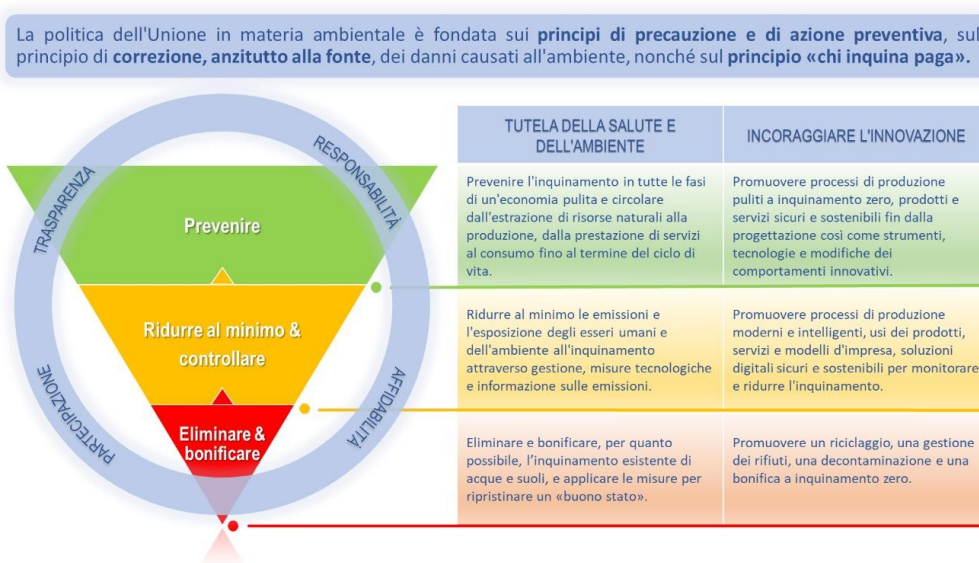 La politica dell'Unione in materia ambientale è fondata sui principi di precauzione e di azione preventiva, sul
principio di correzione, anzitutto alla fonte, dei danni causati all'ambiente, nonché sul principio «chi inquina paga».
TRASPARENZA
RESPONSABILITÀ
PARTECIPAZIONE
AFFIDABILITÀ
Prevenire
Ridurre al minimo &
controllare
Eliminare &
bonificare
TUTELA DELLA SALUTE E
DELL'AMBIENTE
INCORAGGIARE L'INNOVAZIONE
Prevenire l'inquinamento in tutte le fasi
di un'economia pulita e circolare
dall'estrazione di risorse naturali alla
produzione, dalla prestazione di servizi
al consumo fino al termine del ciclo di
vita.
Promuovere processi di produzione
puliti a inquinamento zero, prodotti e
servizi sicuri e sostenibili fin dalla
progettazione così come strumenti,
tecnologie e modifiche dei
comportamenti innovativi.
Ridurre al minimo le emissioni e
l'esposizione degli esseri umani e
dell'ambiente all'inquinamento
attraverso gestione, misure tecnologiche
e informazione sulle emissioni.
Promuovere processi di produzione
moderni e intelligenti, usi dei prodotti,
servizi e modelli d'impresa, soluzioni
digitali sicuri e sostenibili per monitorare
e ridurre l'inquinamento.
Eliminare e bonificare, per quanto
possibile, l'inquinamento esistente di
acque e suoli, e applicare le misure per
ripristinare un «buono stato».
Promuovere un riciclaggio, una gestione
dei rifiuti, una decontaminazione e una
bonifica a inquinamento zero.